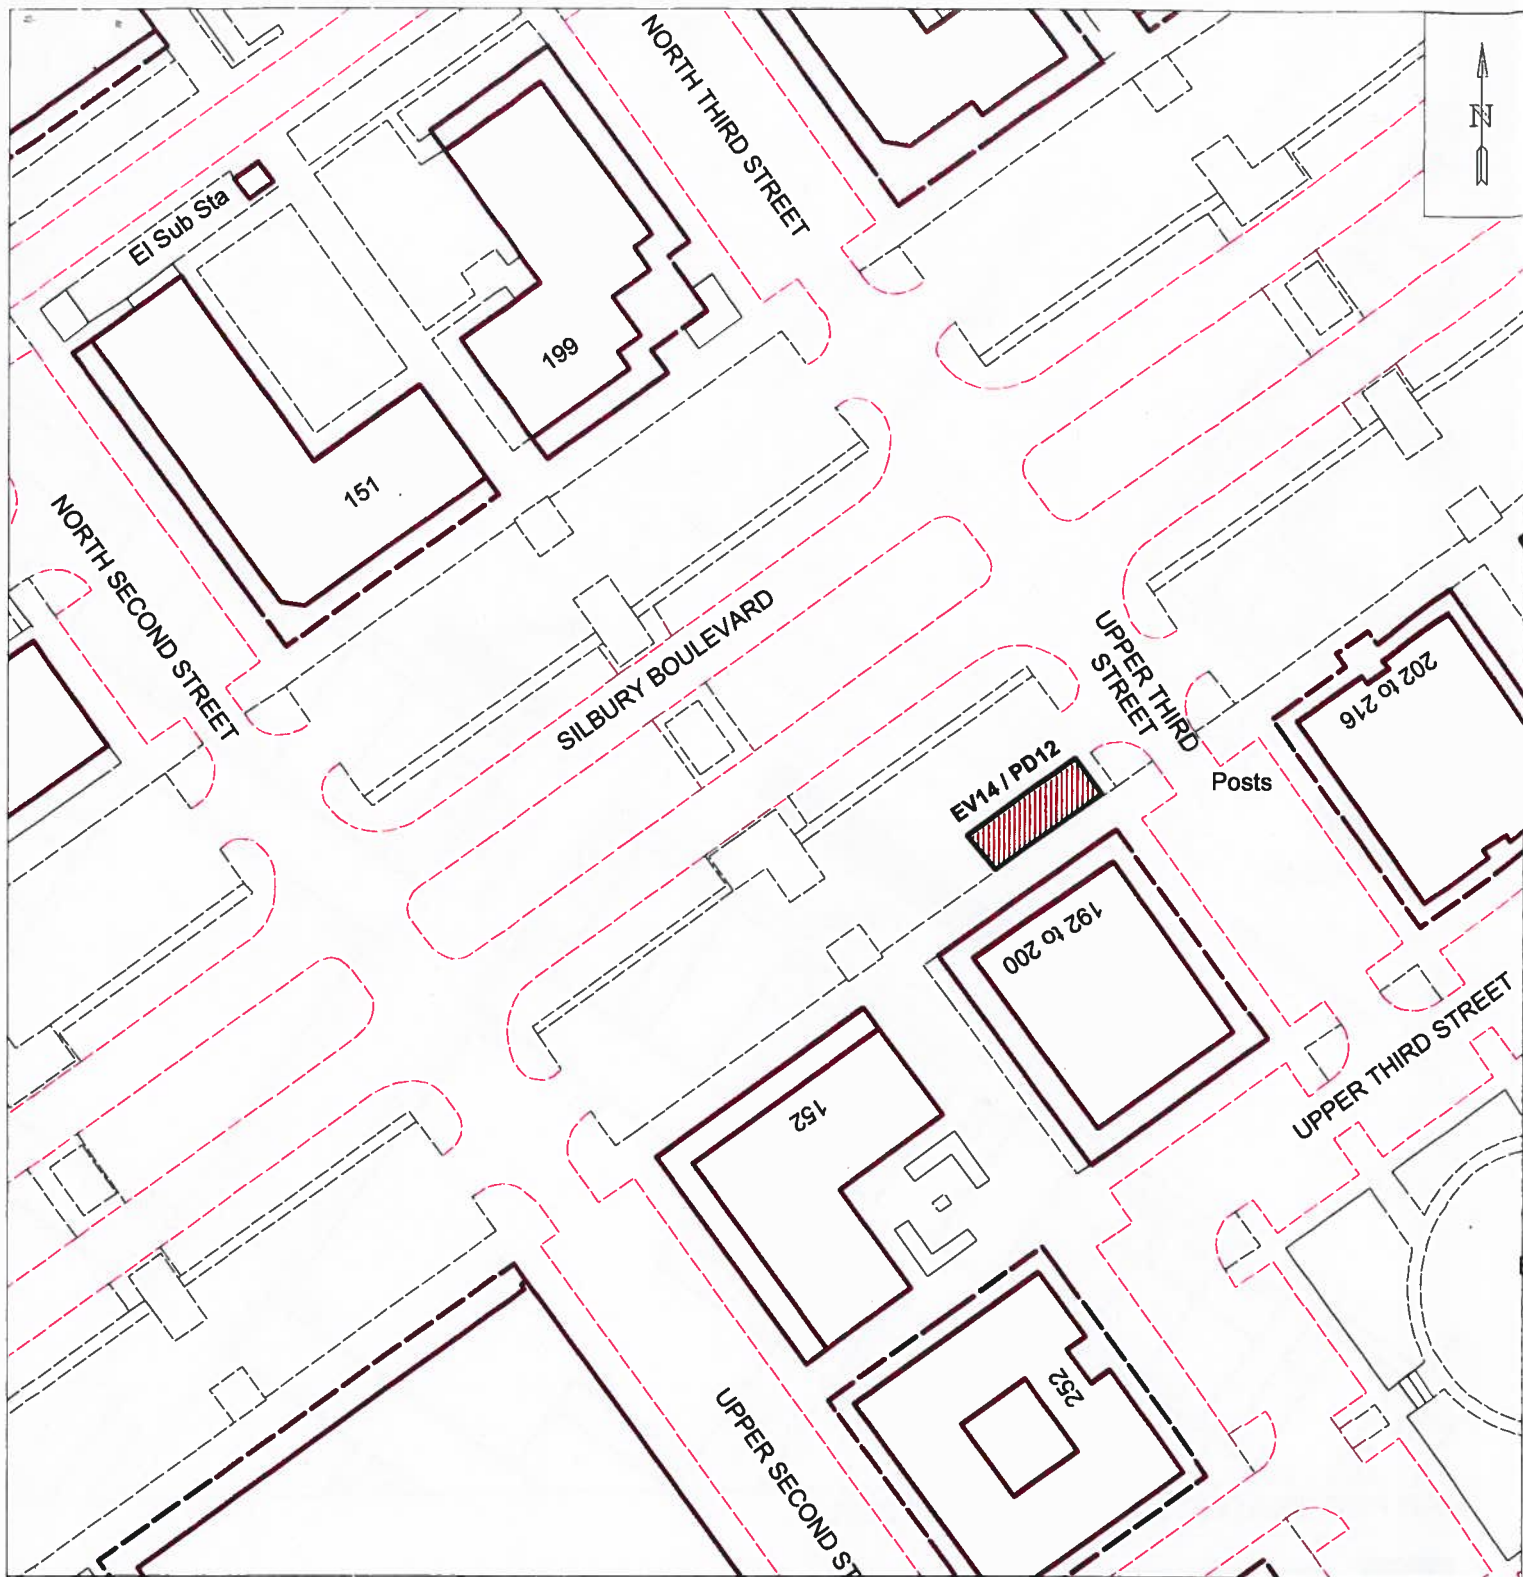 NORTH THIRD STREET
N
El Sub Sta
199
151
NORTH SECOND STREET
SILBURY BOULEVARD
UPPER THIRD
STREET
202 to 216
EV14 / PD12
Posts
192 to 200
UPPER THIRD STREET
152
252
UPPER SECOND ST